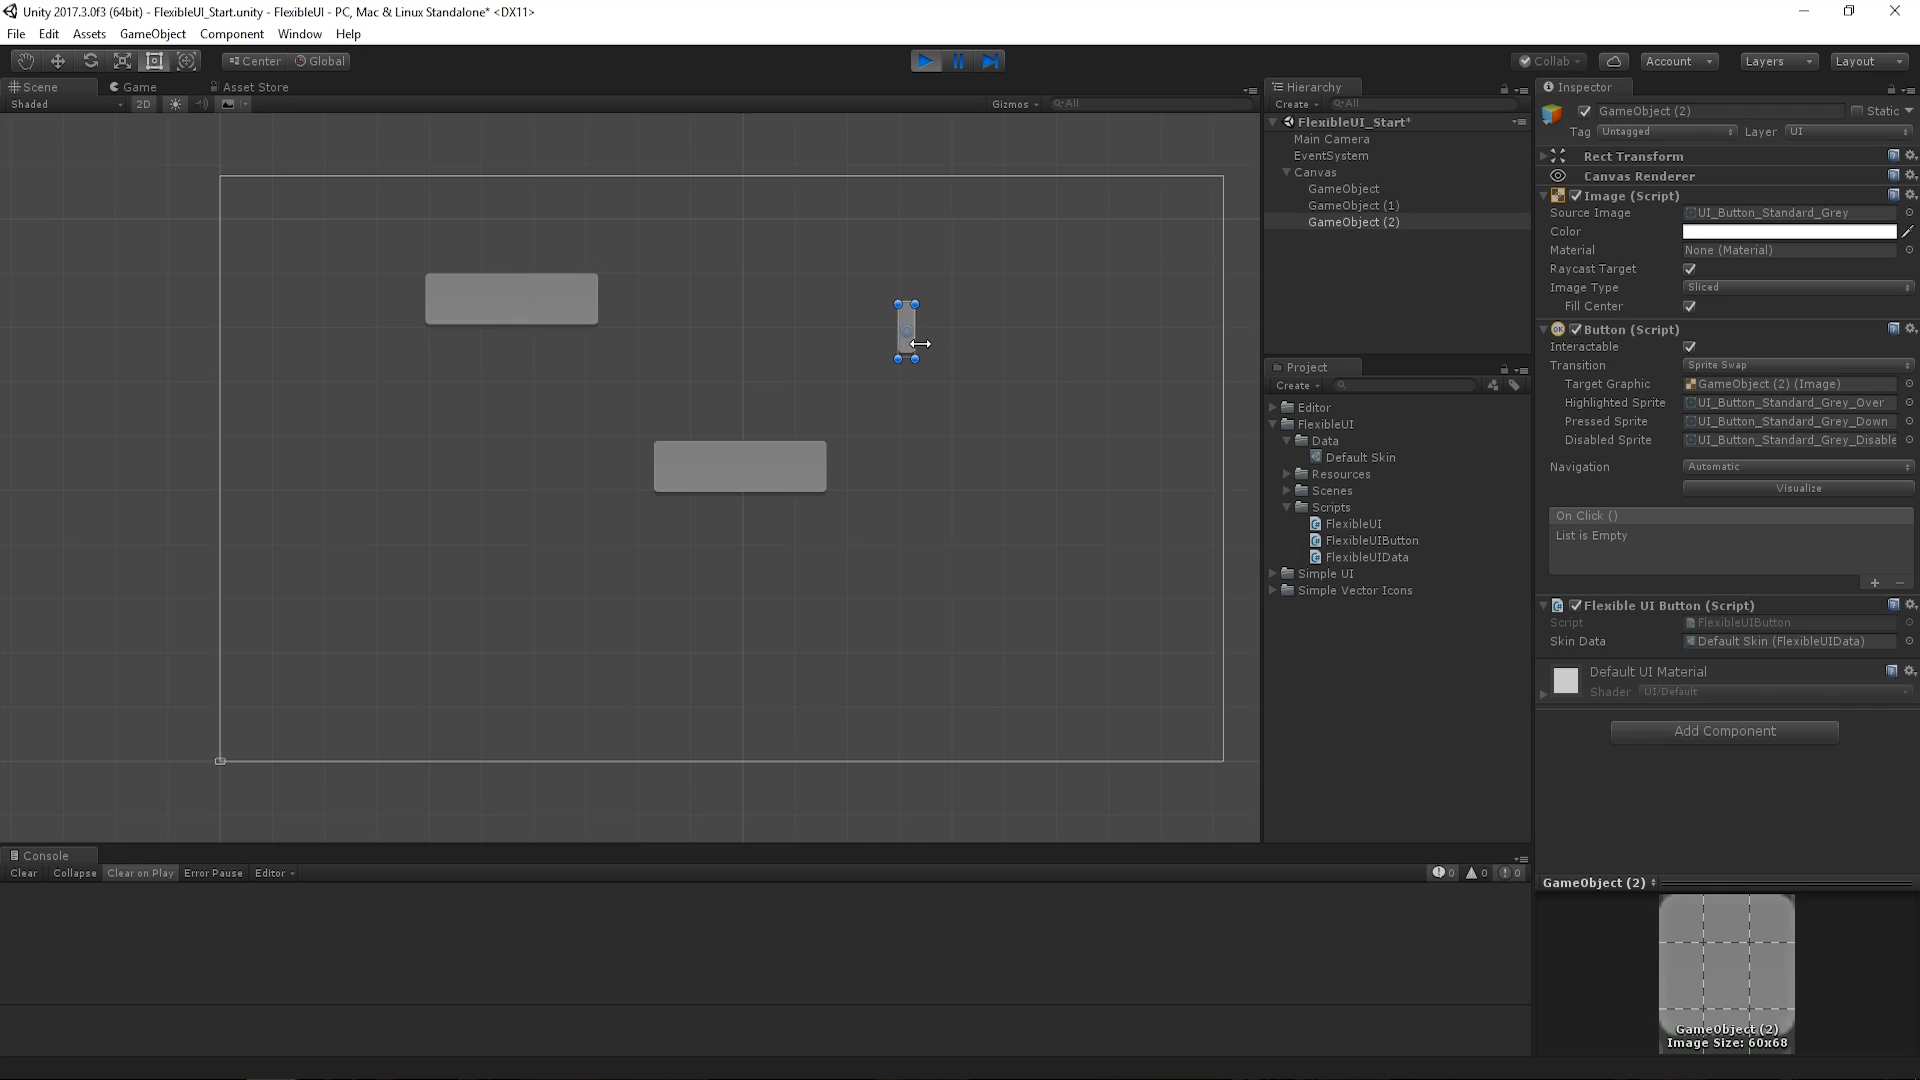 Unity 2017.3.0f3 (64bit) - FlexibleUI_Start.unity - FlexibleUI - PC, Mac & Linux Standalone* <DX11>
File Edit Assets GameObject Component Window Help
Center Global
Collab
Account
Layers
Layout
Scene
Game
Asset Store
Shaded
2D
Gizmos
All
Hierarchy
Create
All
FlexibleUI_Start*
Main Camera
EventSystem
Canvas
GameObject
GameObject (1)
GameObject (2)
Project
Create
Editor
FlexibleUI
Data
Default Skin
Resources
Scenes
Scripts
FlexibleUI
FlexibleUIButton
FlexibleUIData
Simple UI
Simple Vector Icons
Inspector
GameObject (2)
Static
Tag Untagged Layer UI
Rect Transform
Canvas Renderer
Image (Script)
Source Image UI_Button_Standard_Grey
Color
Material None (Material)
Raycast Target
Image Type Sliced
Fill Center
OK Button (Script)
Interactable
Transition Sprite Swap
Target Graphic GameObject (2) (Image)
Highlighted Sprite UI_Button_Standard_Grey_Over
Pressed Sprite UI_Button_Standard_Grey_Down
Disabled Sprite UI_Button_Standard_Grey_Disable
Navigation Automatic
Visualize
On Click ()
List is Empty
Flexible UI Button (Script)
Script FlexibleUIButton
Skin Data Default Skin (FlexibleUIData)
Default UI Material
Shader UI/Default
Add Component
Console
Clear Collapse Clear on Play Error Pause Editor
0 0 0
GameObject (2)
GameObject (2)
Image Size: 60x68